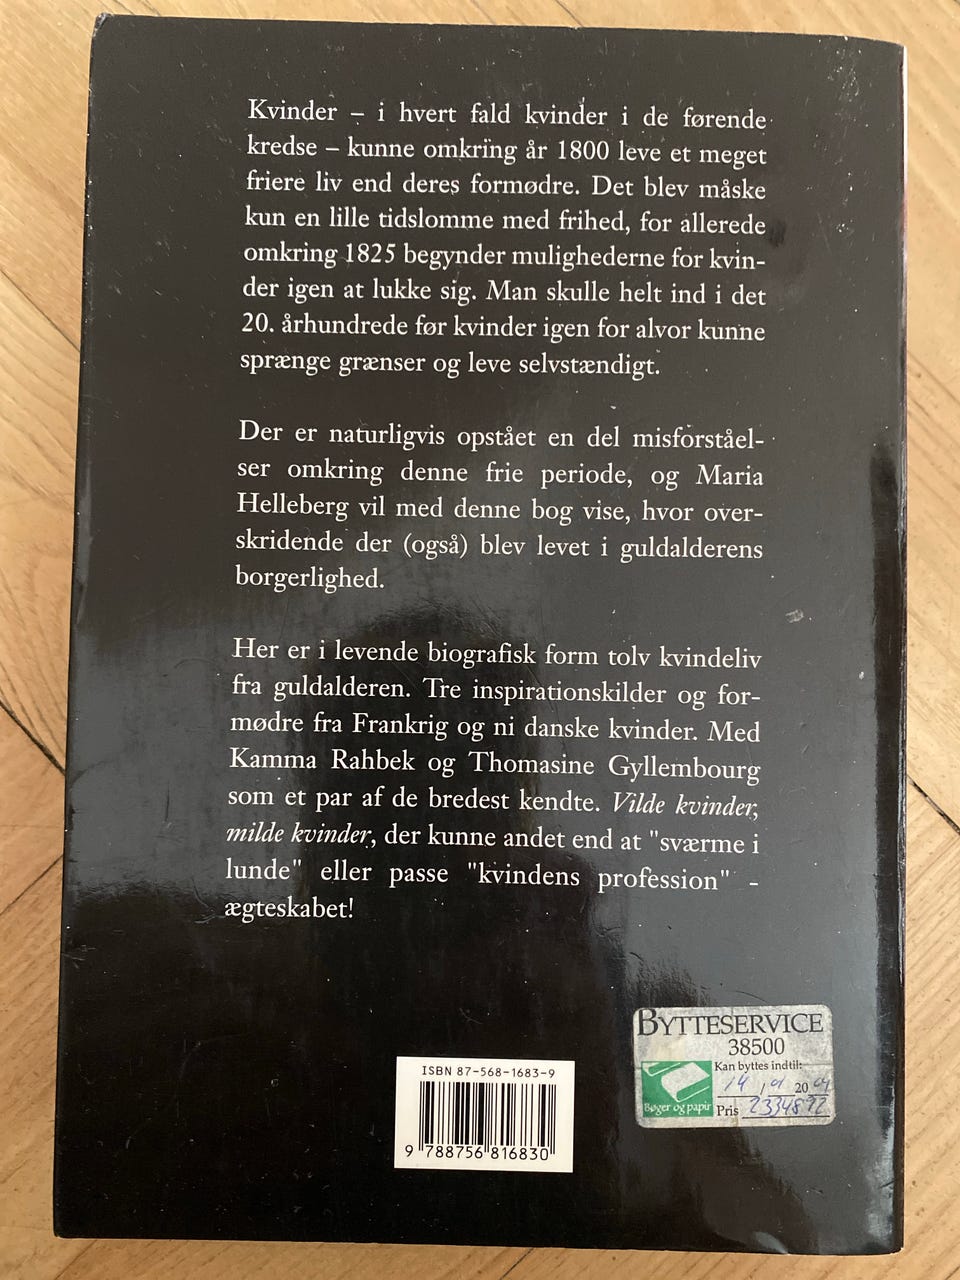 Kvinder – i hvert fald kvinder i de førende
kredse – kunne omkring år 1800 leve et meget
friere liv end deres formødre. Det blev måske
kun en lille tidslomme med frihed, for allerede
omkring 1825 begynder mulighederne for kvin-
der igen at lukke sig. Man skulle helt ind i det
20. århundrede før kvinder igen for alvor kunne
sprænge grænser og leve selvstændigt.
Der er naturligvis opstået en del misforståel-
ser omkring denne frie periode, og Maria
Helleberg vil med denne bog vise, hvor over-
skridende der (også) blev levet i guldalderens
borgerlighed.
Her er i levende biografisk form tolv kvindeliv
fra guldalderen. Tre inspirationskilder og for-
mødre fra Frankrig og ni danske kvinder. Med
Kamma Rahbek og Thomasine Gyllembourg
som et par af de bredest kendte. Vilde kvinder,
milde kvinder, der kunne andet end at "sværme i
lunde" eller passe "kvindens profession" -
ægteskabet!
ISBN 87-568-1683-9
9 788756 816830
BYTTESERVICE
38500
Kan byttes indtil:
14 / 01 20 04
Bøger og papir
Pris